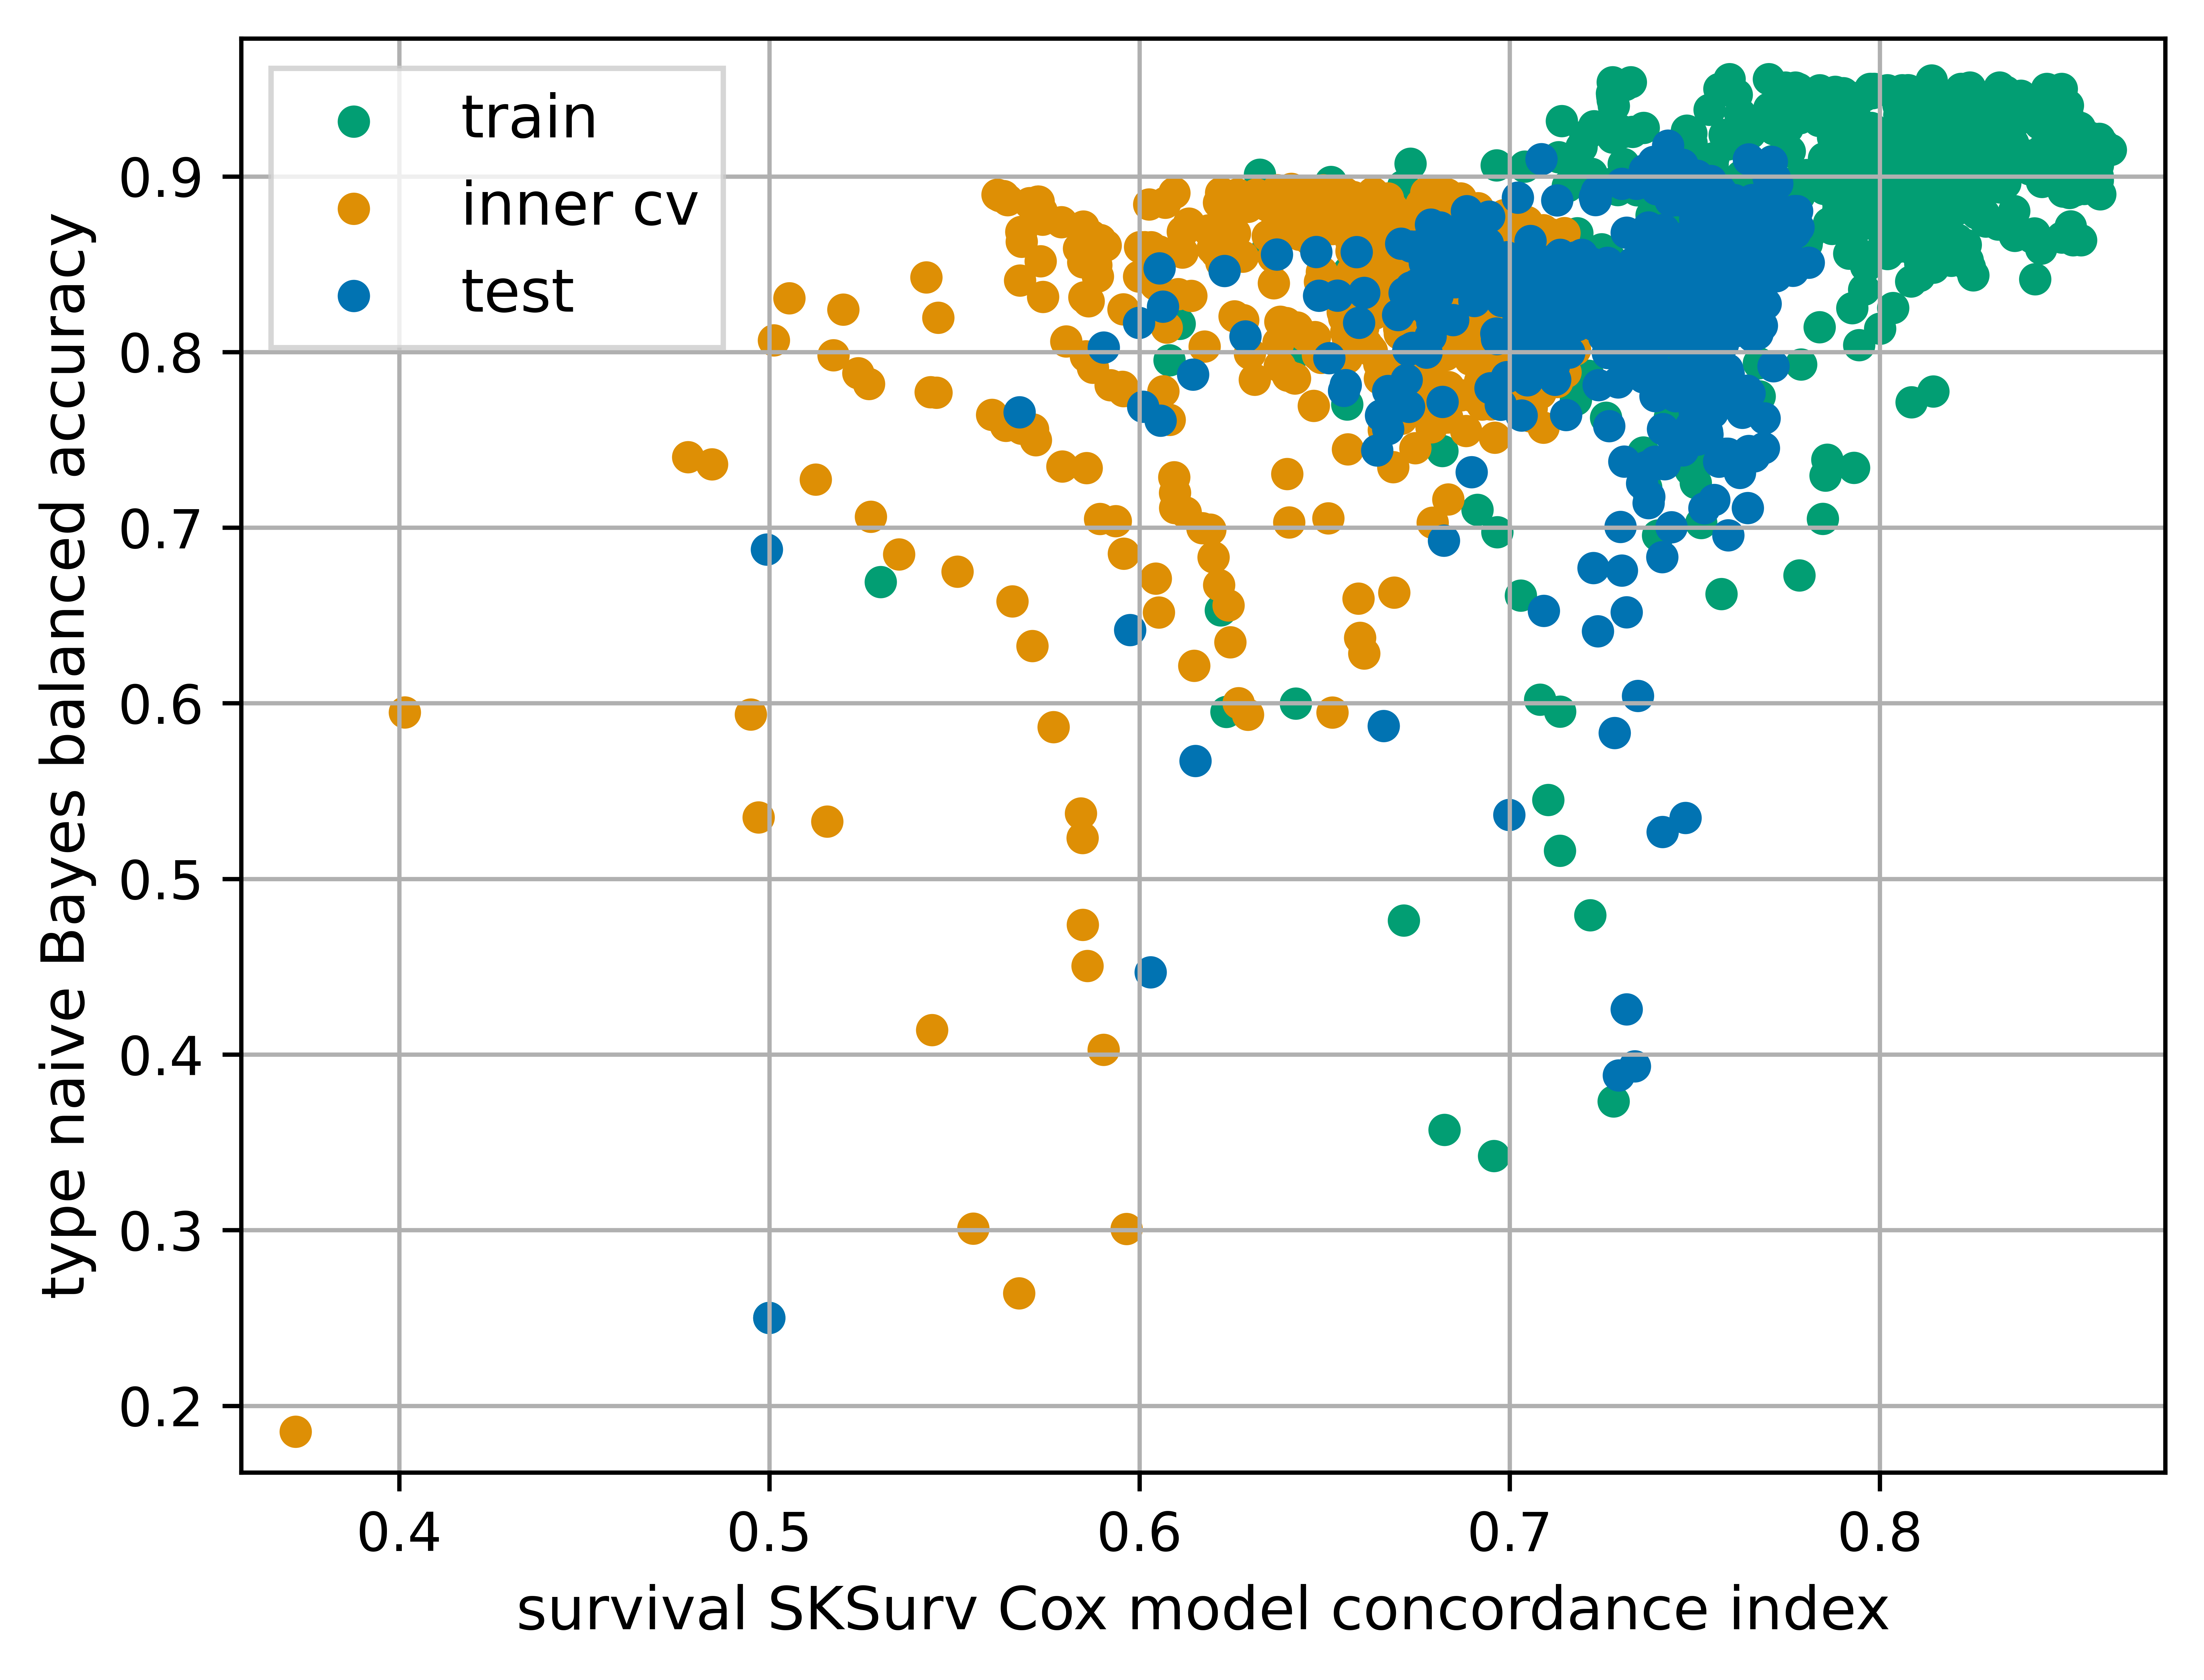 train
inner cv
test
type naive Bayes balanced accuracy
0.9
0.8
0.7
0.6
0.5
0.4
0.3
0.2
0.4 0.5 0.6 0.7 0.8
survival SKSurv Cox model concordance index